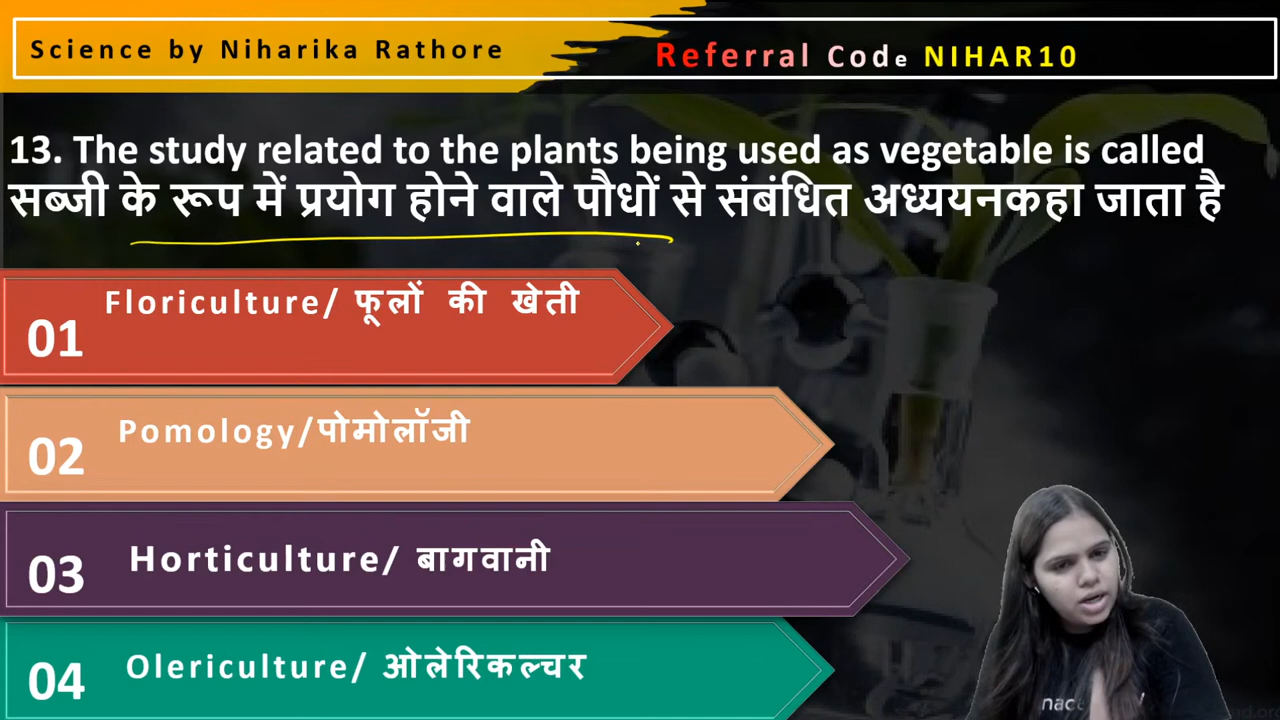 Science by Niharika Rathore
Referral Code NIHAR10
13. The study related to the plants being used as vegetable is called
सब्जी के रूप में प्रयोग होने वाले पौधों से संबंधित अध्ययनकहा जाता है
01 Floriculture/ फूलों की खेती
02 Pomology/पोमोलॉजी
03 Horticulture/ बागवानी
04 Olericulture/ ओलेरिकल्चर